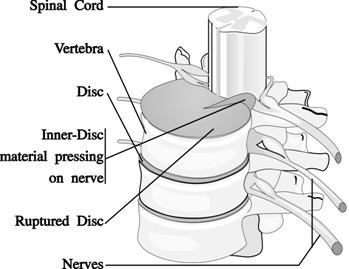 Spinal Cord
Vertebra
Disc
Inner-Disc
material pressing
on nerve
Ruptured Disc
Nerves